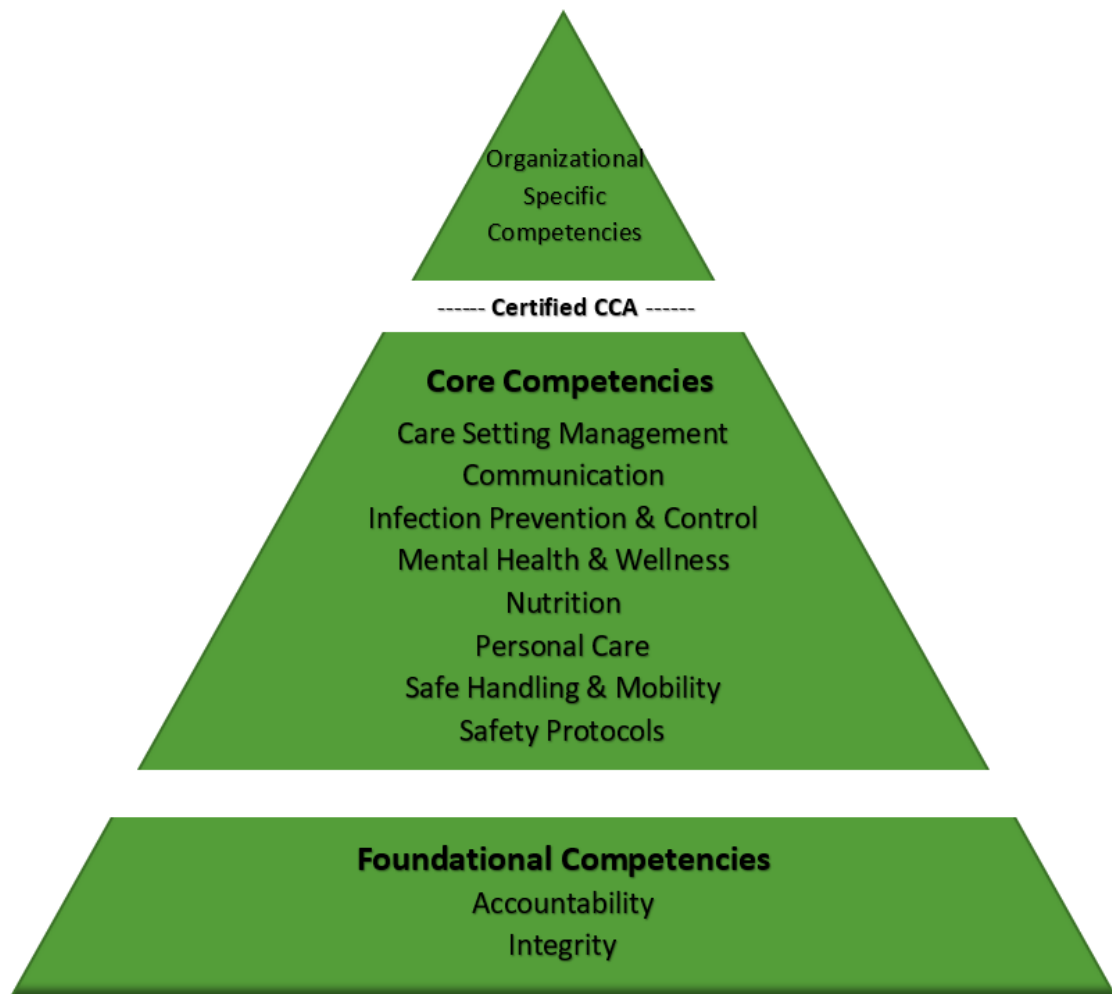 Organizational
Specific
Competencies
------ Certified CCA ------
Core Competencies
Care Setting Management
Communication
Infection Prevention & Control
Mental Health & Wellness
Nutrition
Personal Care
Safe Handling & Mobility
Safety Protocols
Foundational Competencies
Accountability
Integrity